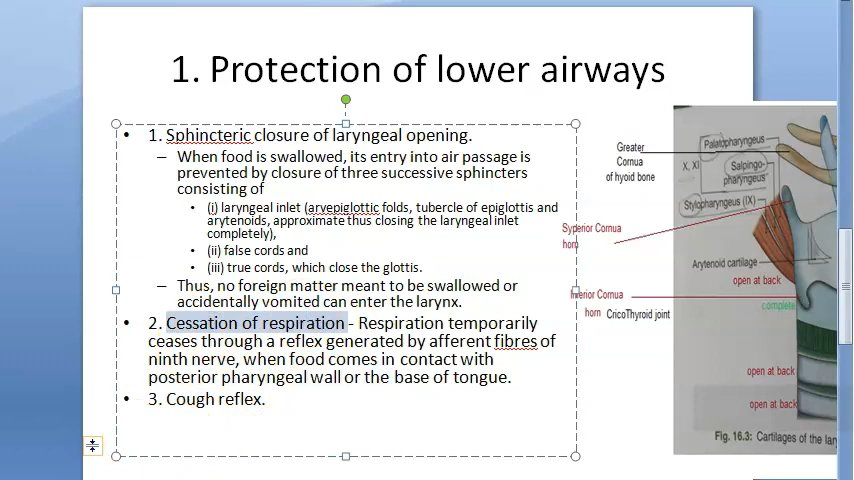 1. Protection of lower airways
• 1. Sphincteric closure of laryngeal opening.
– When food is swallowed, its entry into air passage is
prevented by closure of three successive sphincters
consisting of
• (i) laryngeal inlet (aryepiglottic folds, tubercle of epiglottis and
arytenoids, approximate thus closing the laryngeal inlet
completely),
• (ii) false cords and
• (iii) true cords, which close the glottis.
– Thus, no foreign matter meant to be swallowed or
accidentally vomited can enter the larynx.
• 2. Cessation of respiration - Respiration temporarily
ceases through a reflex generated by afferent fibres of
ninth nerve, when food comes in contact with
posterior pharyngeal wall or the base of tongue.
• 3. Cough reflex.
Greater
Cornua
of hyoid bone
Palatopharyngeus
X, XI
Salpingo-
pharyngeus
Stylopharyngeus (IX)
Syperior Cornua
horn
Arytenoid cartilage
open at back
Inferior Cornua
horn
CricoThyroid joint
complete
open at back
open at back
Fig. 16.3: Cartilages of the